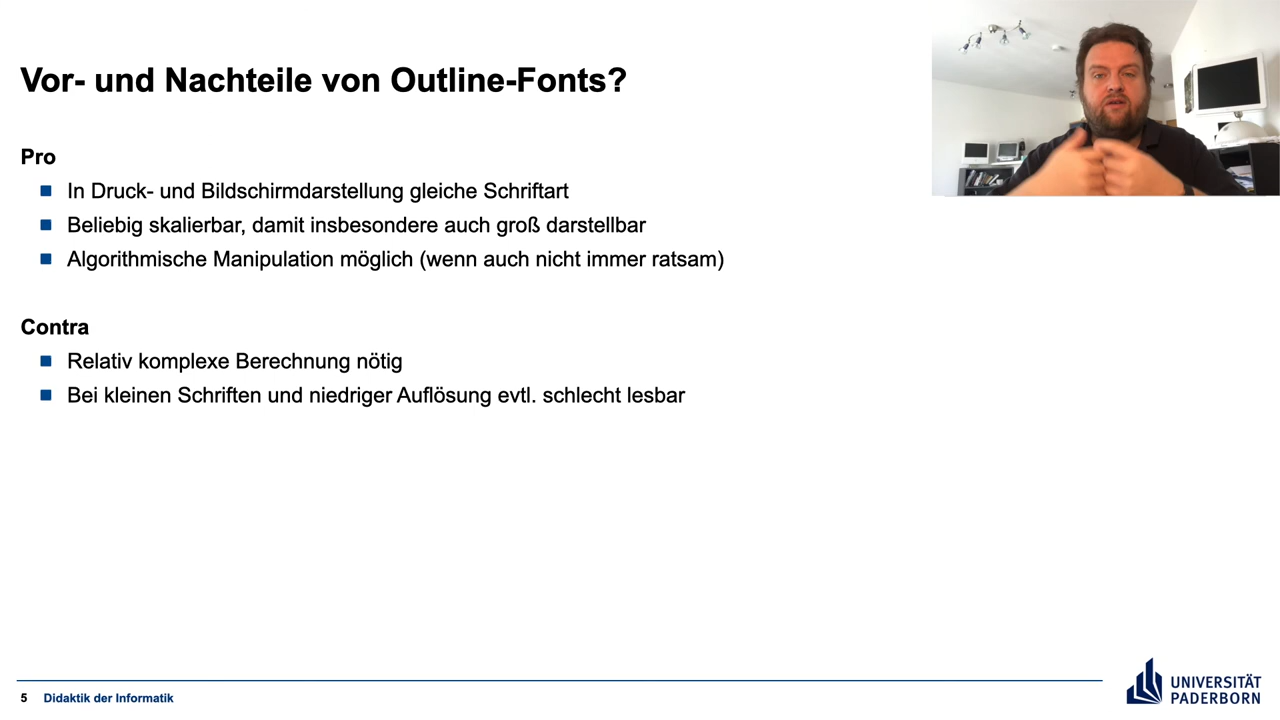 Vor- und Nachteile von Outline-Fonts?
Pro
In Druck- und Bildschirmdarstellung gleiche Schriftart
Beliebig skalierbar, damit insbesondere auch groß darstellbar
Algorithmische Manipulation möglich (wenn auch nicht immer ratsam)
Contra
Relativ komplexe Berechnung nötig
Bei kleinen Schriften und niedriger Auflösung evtl. schlecht lesbar
5 Didaktik der Informatik
UNIVERSITÄT
PADERBORN